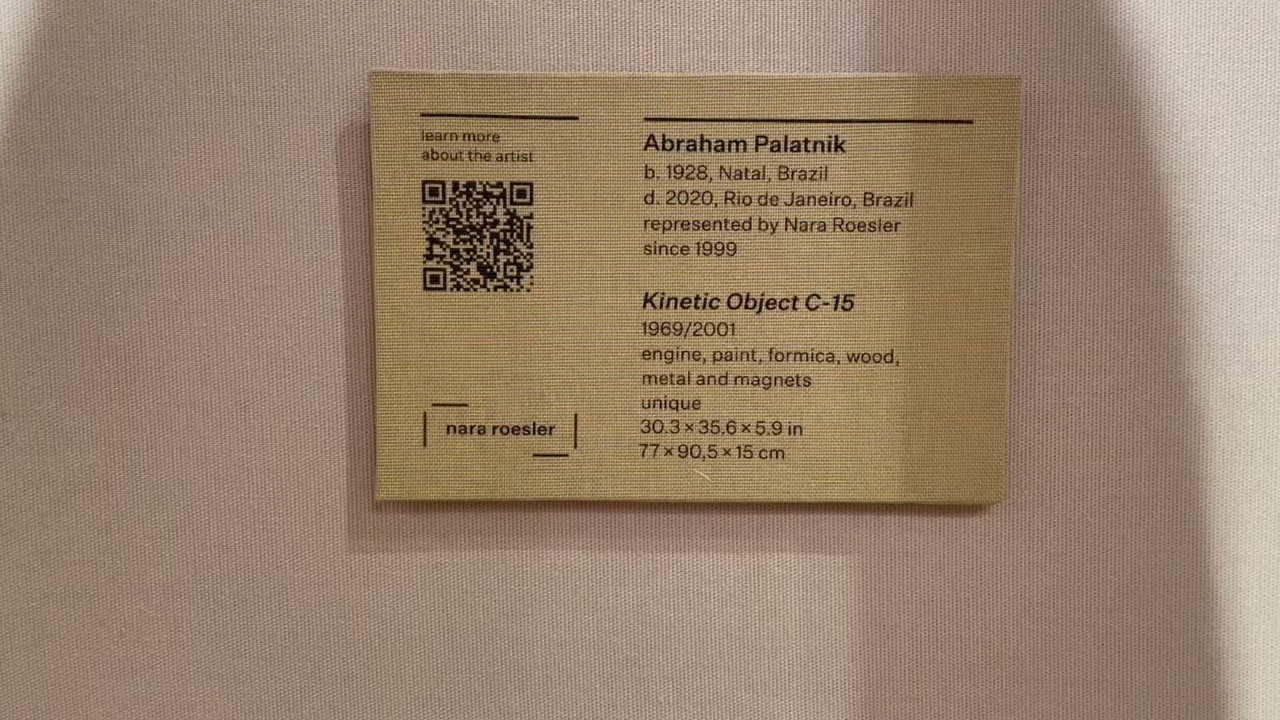 learn more
about the artist
nara roesler
Abraham Palatnik
b. 1928, Natal, Brazil
d. 2020, Rio de Janeiro, Brazil
represented by Nara Roesler
since 1999
Kinetic Object C-15
1969/2001
engine, paint, formica, wood,
metal and magnets
unique
30.3 × 35.6 × 5.9 in
77 × 90,5 × 15 cm